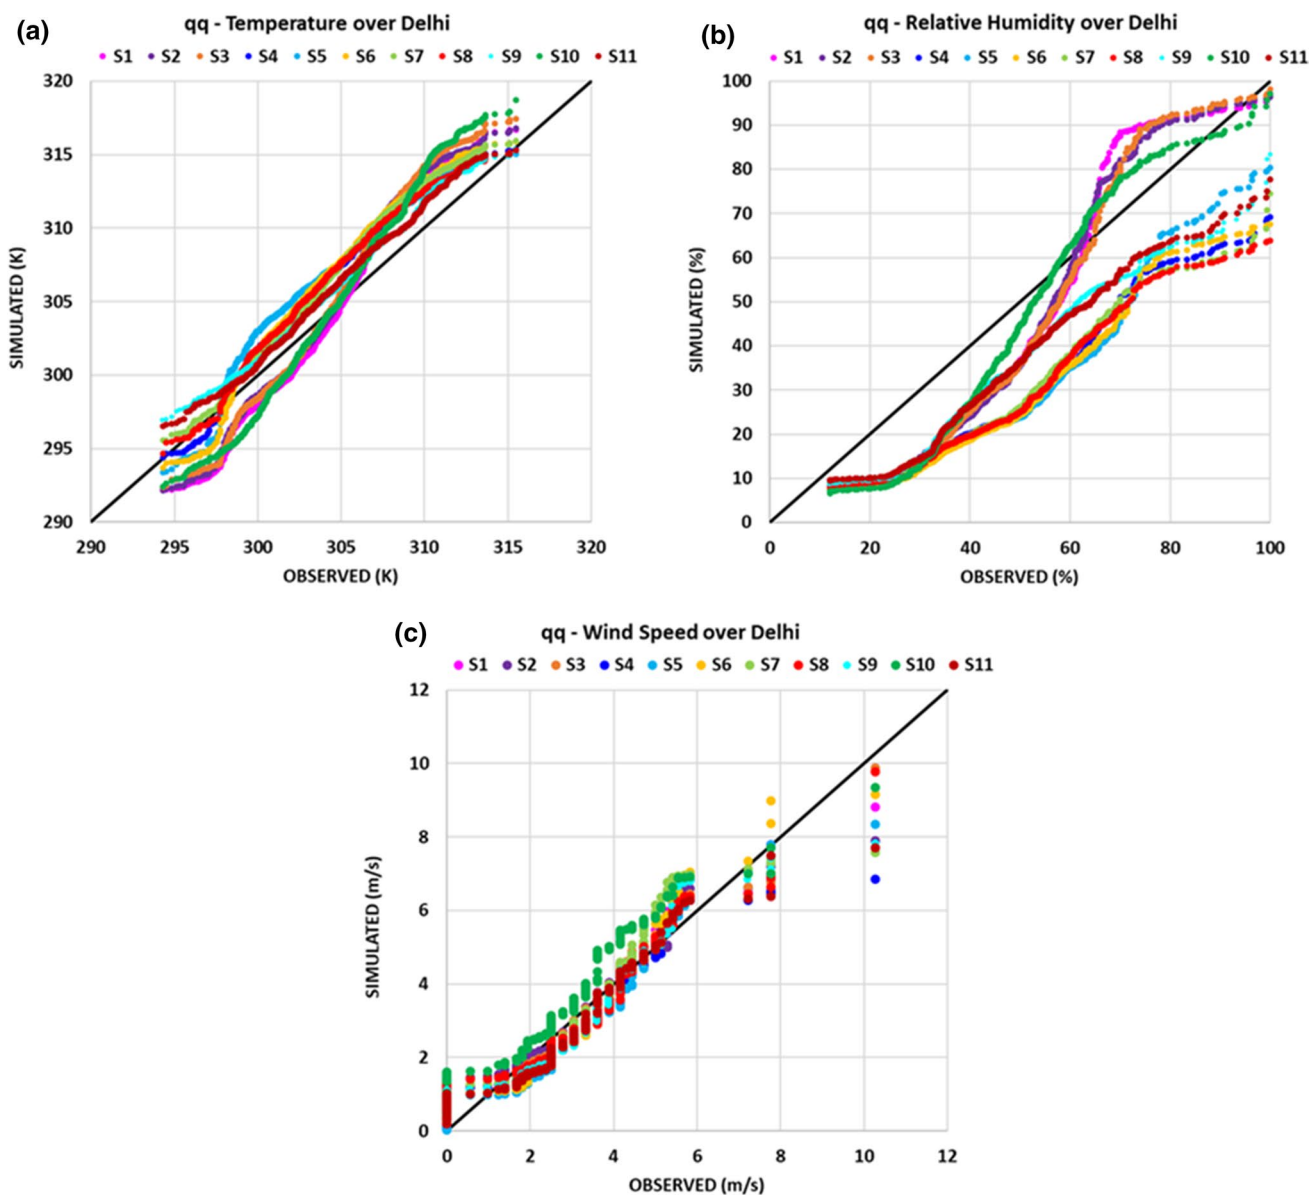 (a)
qq - Temperature over Delhi
S1 S2 S3 S4 S5 S6 S7 S8 S9 S10 S11
320
315
310
305
300
295
290
SIMULATED (K)
290 295 300 305 310 315 320
OBSERVED (K)
(b)
qq - Relative Humidity over Delhi
S1 S2 S3 S4 S5 S6 S7 S8 S9 S10 S11
100
90
80
70
60
50
40
30
20
10
0
SIMULATED (%)
0 20 40 60 80 100
OBSERVED (%)
(c)
qq - Wind Speed over Delhi
S1 S2 S3 S4 S5 S6 S7 S8 S9 S10 S11
12
10
8
6
4
2
0
SIMULATED (m/s)
0 2 4 6 8 10 12
OBSERVED (m/s)